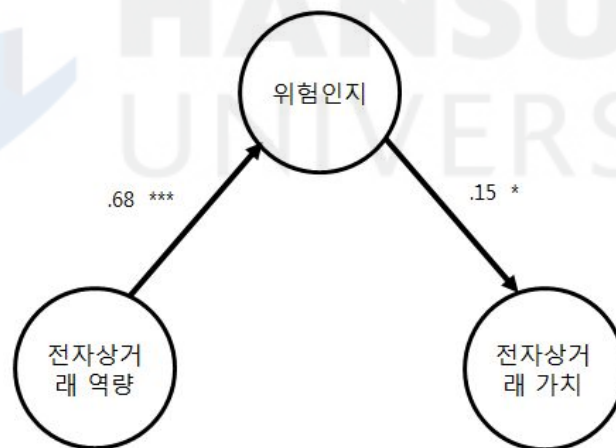 HANSU
UNIVERS
위험인지
.68 ***
.15 *
전자상거
래 역량
전자상거
래 가치